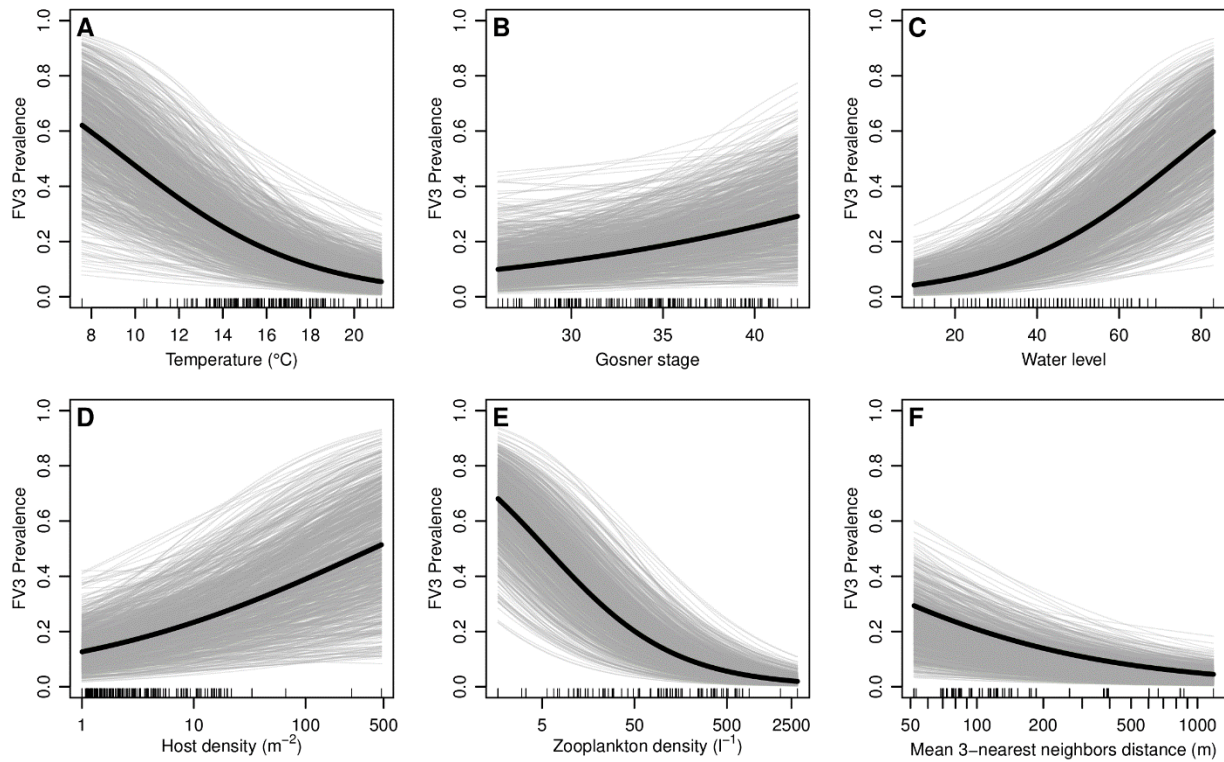 A
FV3 Prevalence
0.0 0.2 0.4 0.6 0.8 1.0
8 10 12 14 16 18 20
Temperature (°C)
B
FV3 Prevalence
0.0 0.2 0.4 0.6 0.8 1.0
30 35 40
Gosner stage
C
FV3 Prevalence
0.0 0.2 0.4 0.6 0.8 1.0
20 40 60 80
Water level
D
FV3 Prevalence
0.0 0.2 0.4 0.6 0.8 1.0
1 10 100 500
Host density (m⁻²)
E
FV3 Prevalence
0.0 0.2 0.4 0.6 0.8 1.0
5 50 500 2500
Zooplankton density (l⁻¹)
F
FV3 Prevalence
0.0 0.2 0.4 0.6 0.8 1.0
50 100 200 500 1000
Mean 3−nearest neighbors distance (m)